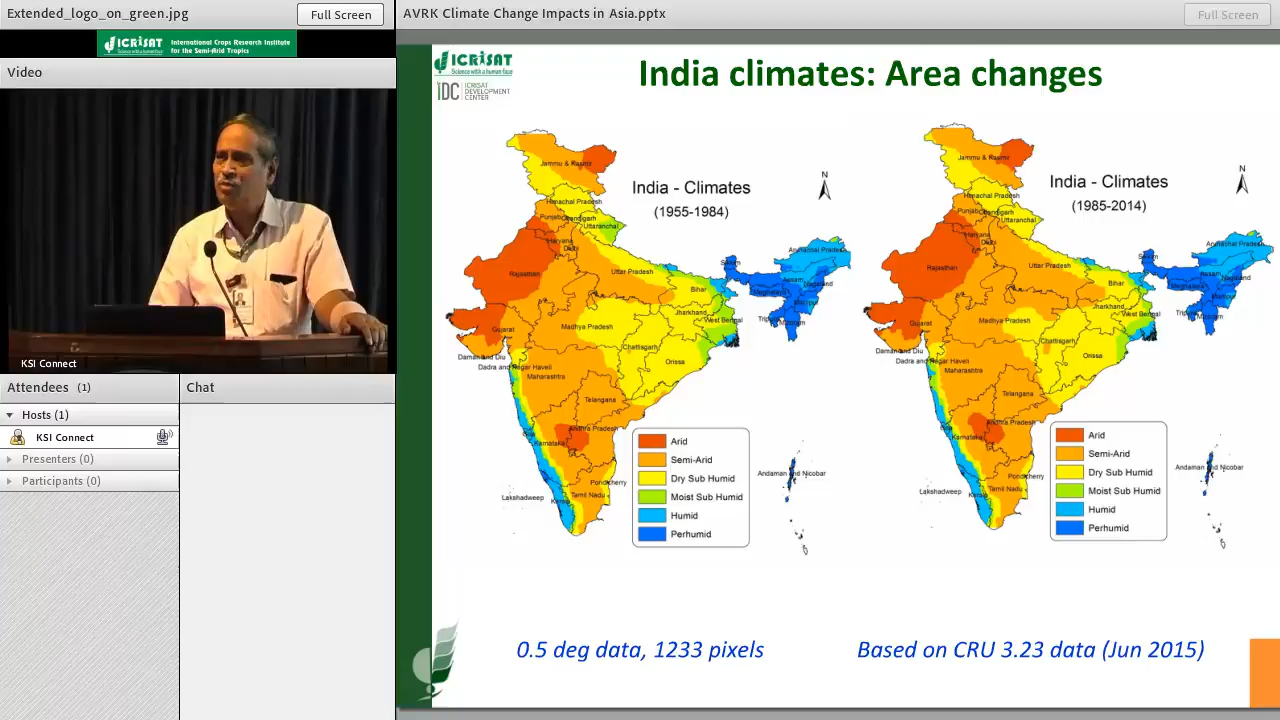 Extended_logo_on_green.jpg
Full Screen
ICRISAT
Science with a human face
International Crops Research Institute
for the Semi-Arid Tropics
Video
KSI Connect
Attendees (1)
Hosts (1)
KSI Connect
Presenters (0)
Participants (0)
Chat
AVRK Climate Change Impacts in Asia.pptx
Full Screen
ICRISAT
Science with a human face
IDC
ICRISAT
DEVELOPMENT
CENTER
India climates: Area changes
India - Climates
(1955-1984)
N
Jammu & Kasmir
Himachal Pradesh
Punjab
Chandigarh
Uttaranchal
Haryana
Delhi
Rajasthan
Uttar Pradesh
Sikkim
Arunachal Pradesh
Assam
Nagaland
Meghalaya
Manipur
Bihar
Tripura
Mizoram
Jharkhand
West Bengal
Gujarat
Madhya Pradesh
Chattisgarh
Orissa
Daman and Diu
Dadra and Nagar Haveli
Maharashtra
Telangana
Andhra Pradesh
Goa
Karnataka
Pondicherry
Tamil Nadu
Kerala
Lakshadweep
Andaman and Nicobar
Arid
Semi-Arid
Dry Sub Humid
Moist Sub Humid
Humid
Perhumid
India - Climates
(1985-2014)
N
Jammu & Kasmir
Himachal Pradesh
Punjab
Chandigarh
Uttaranchal
Haryana
Delhi
Rajasthan
Uttar Pradesh
Sikkim
Arunachal Pradesh
Assam
Nagaland
Meghalaya
Manipur
Bihar
Tripura
Mizoram
Jharkhand
West Bengal
Gujarat
Madhya Pradesh
Chattisgarh
Orissa
Daman and Diu
Dadra and Nagar Haveli
Maharashtra
Telangana
Andhra Pradesh
Goa
Karnataka
Pondicherry
Tamil Nadu
Kerala
Lakshadweep
Andaman and Nicobar
Arid
Semi-Arid
Dry Sub Humid
Moist Sub Humid
Humid
Perhumid
0.5 deg data, 1233 pixels
Based on CRU 3.23 data (Jun 2015)